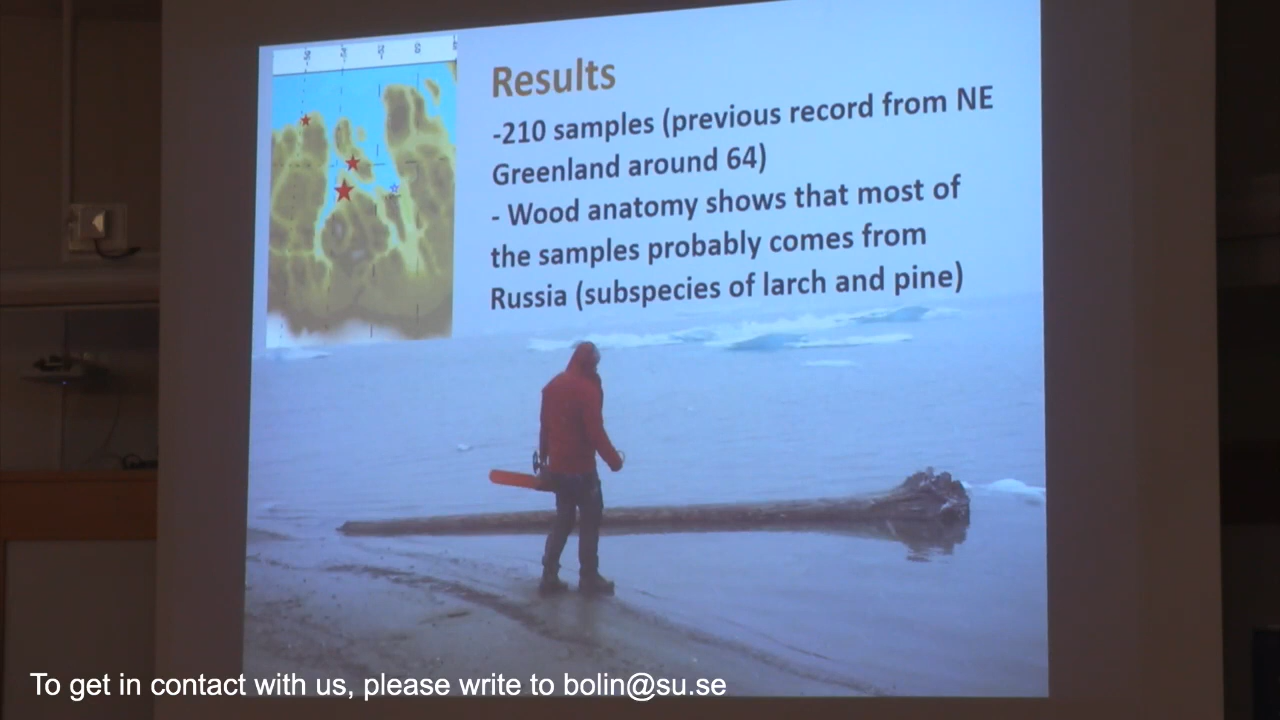 Results
-210 samples (previous record from NE
Greenland around 64)
- Wood anatomy shows that most of
the samples probably comes from
Russia (subspecies of larch and pine)
To get in contact with us, please write to bolin@su.se